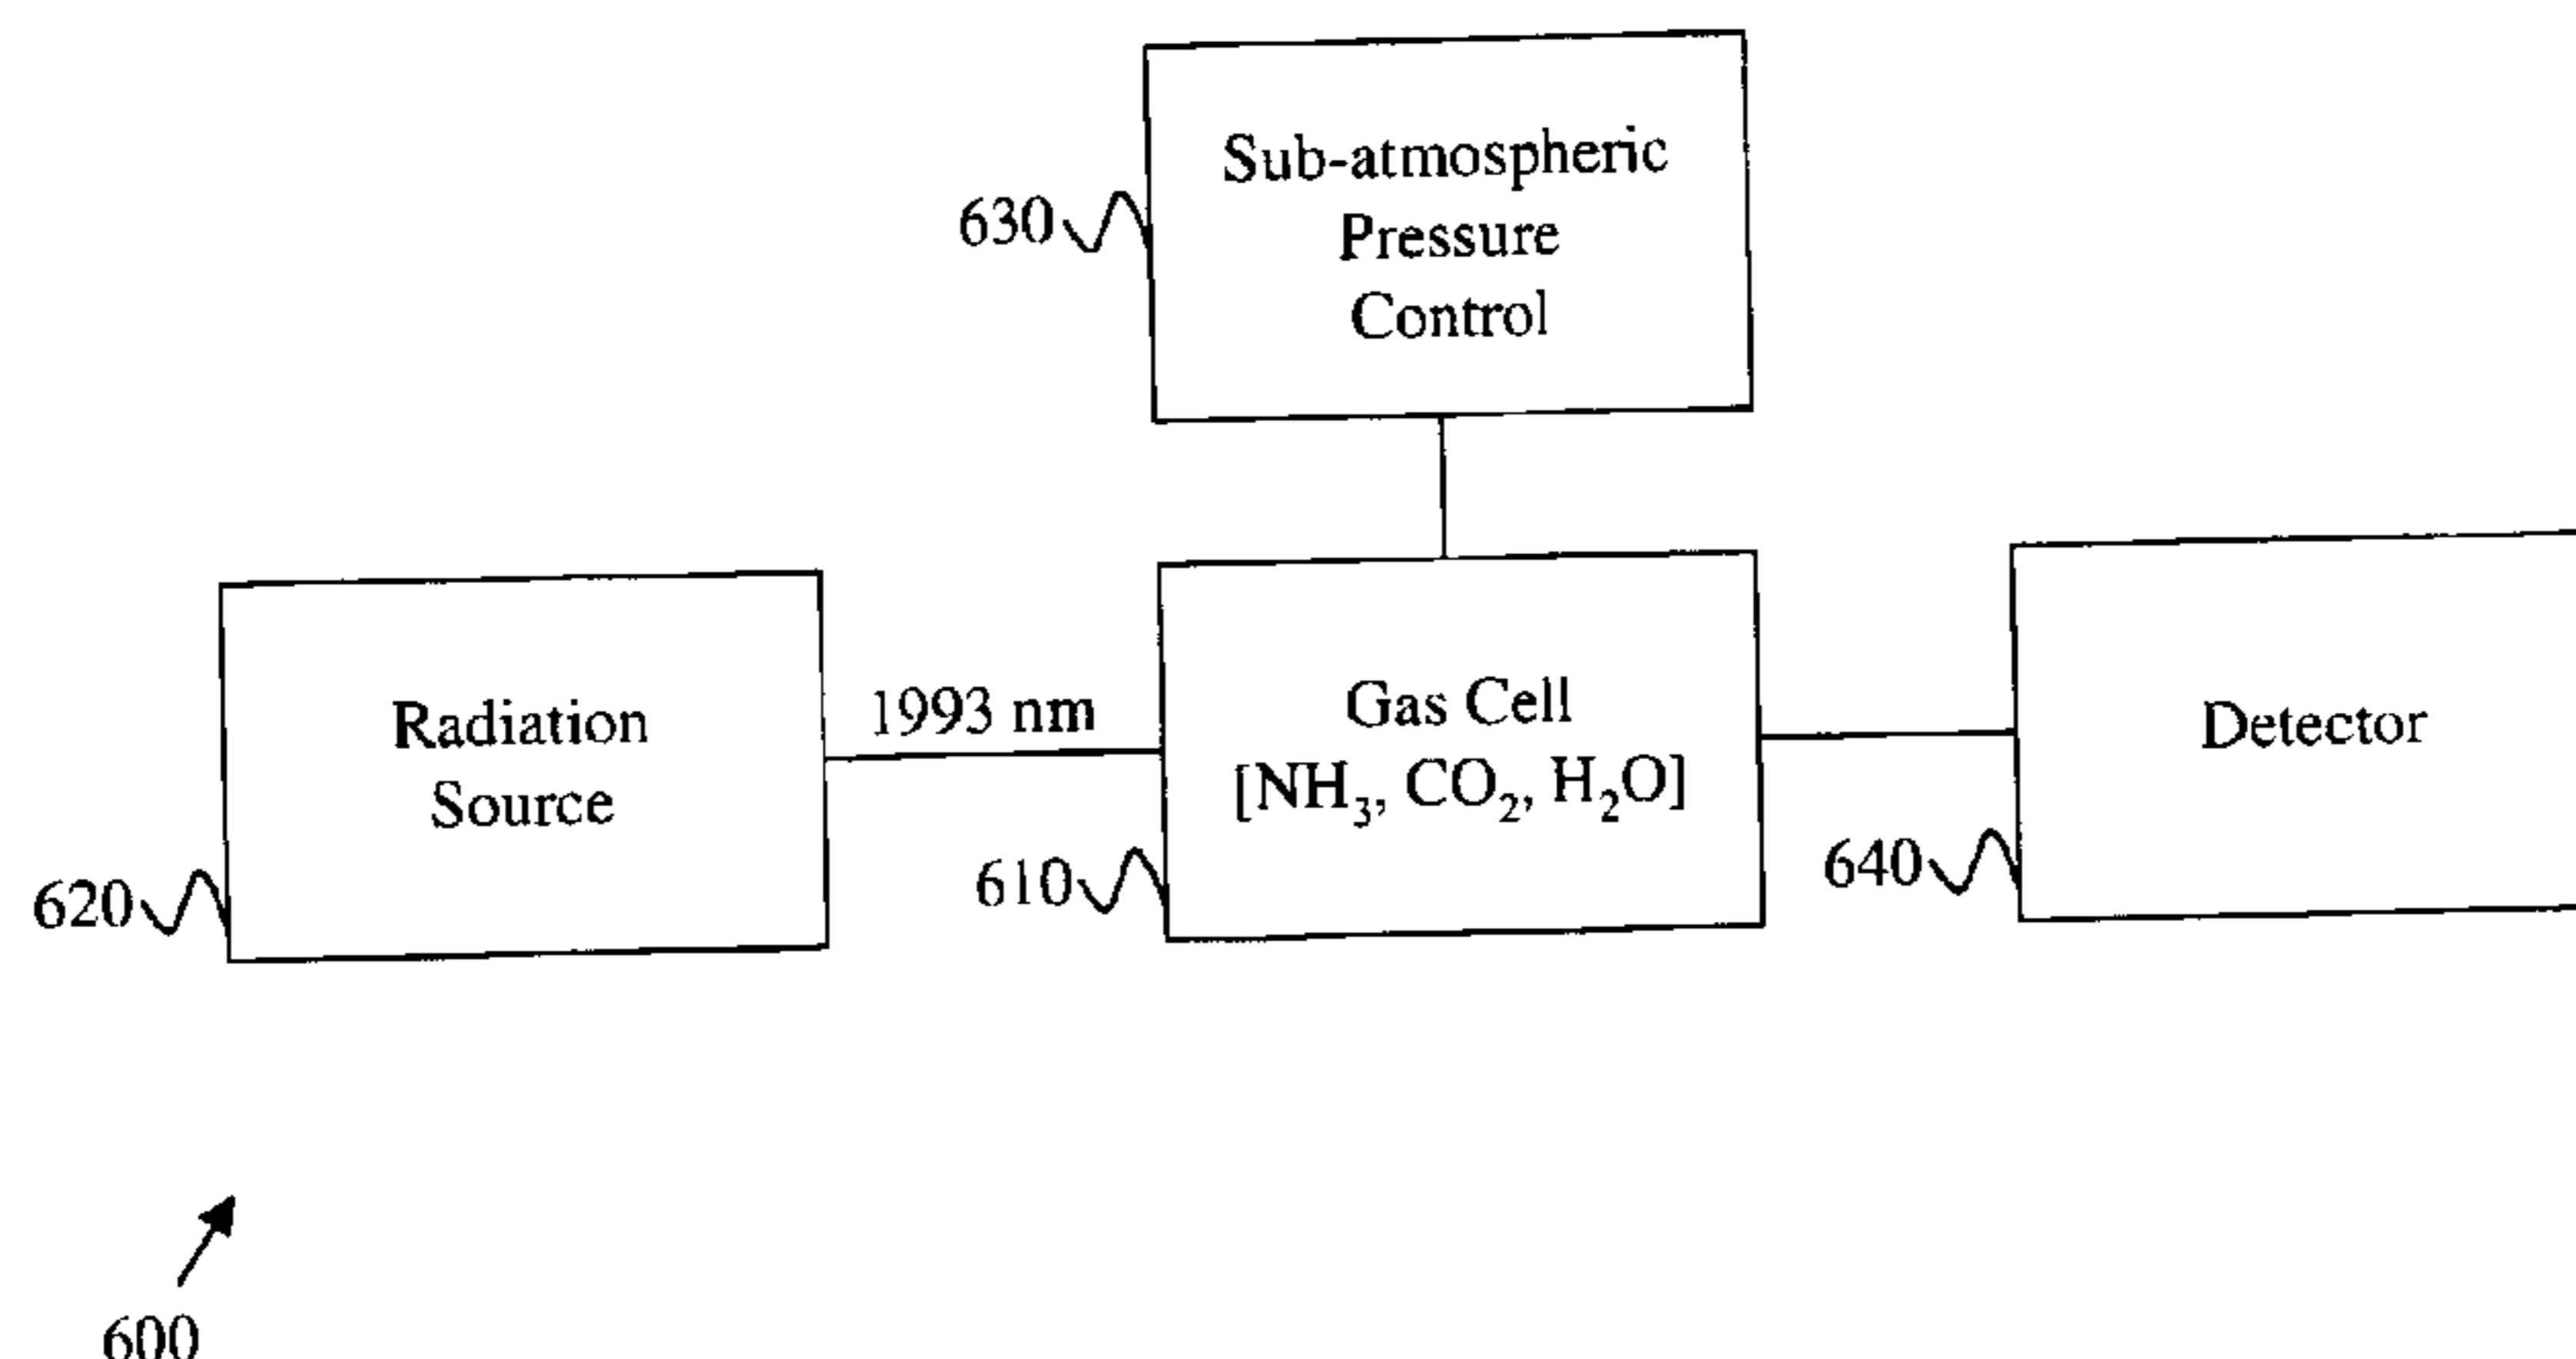 Sub-atmospheric
Pressure
Control
630
Radiation
Source
620
1993 nm
Gas Cell
[NH₃, CO₂, H₂O]
610
Detector
640
600